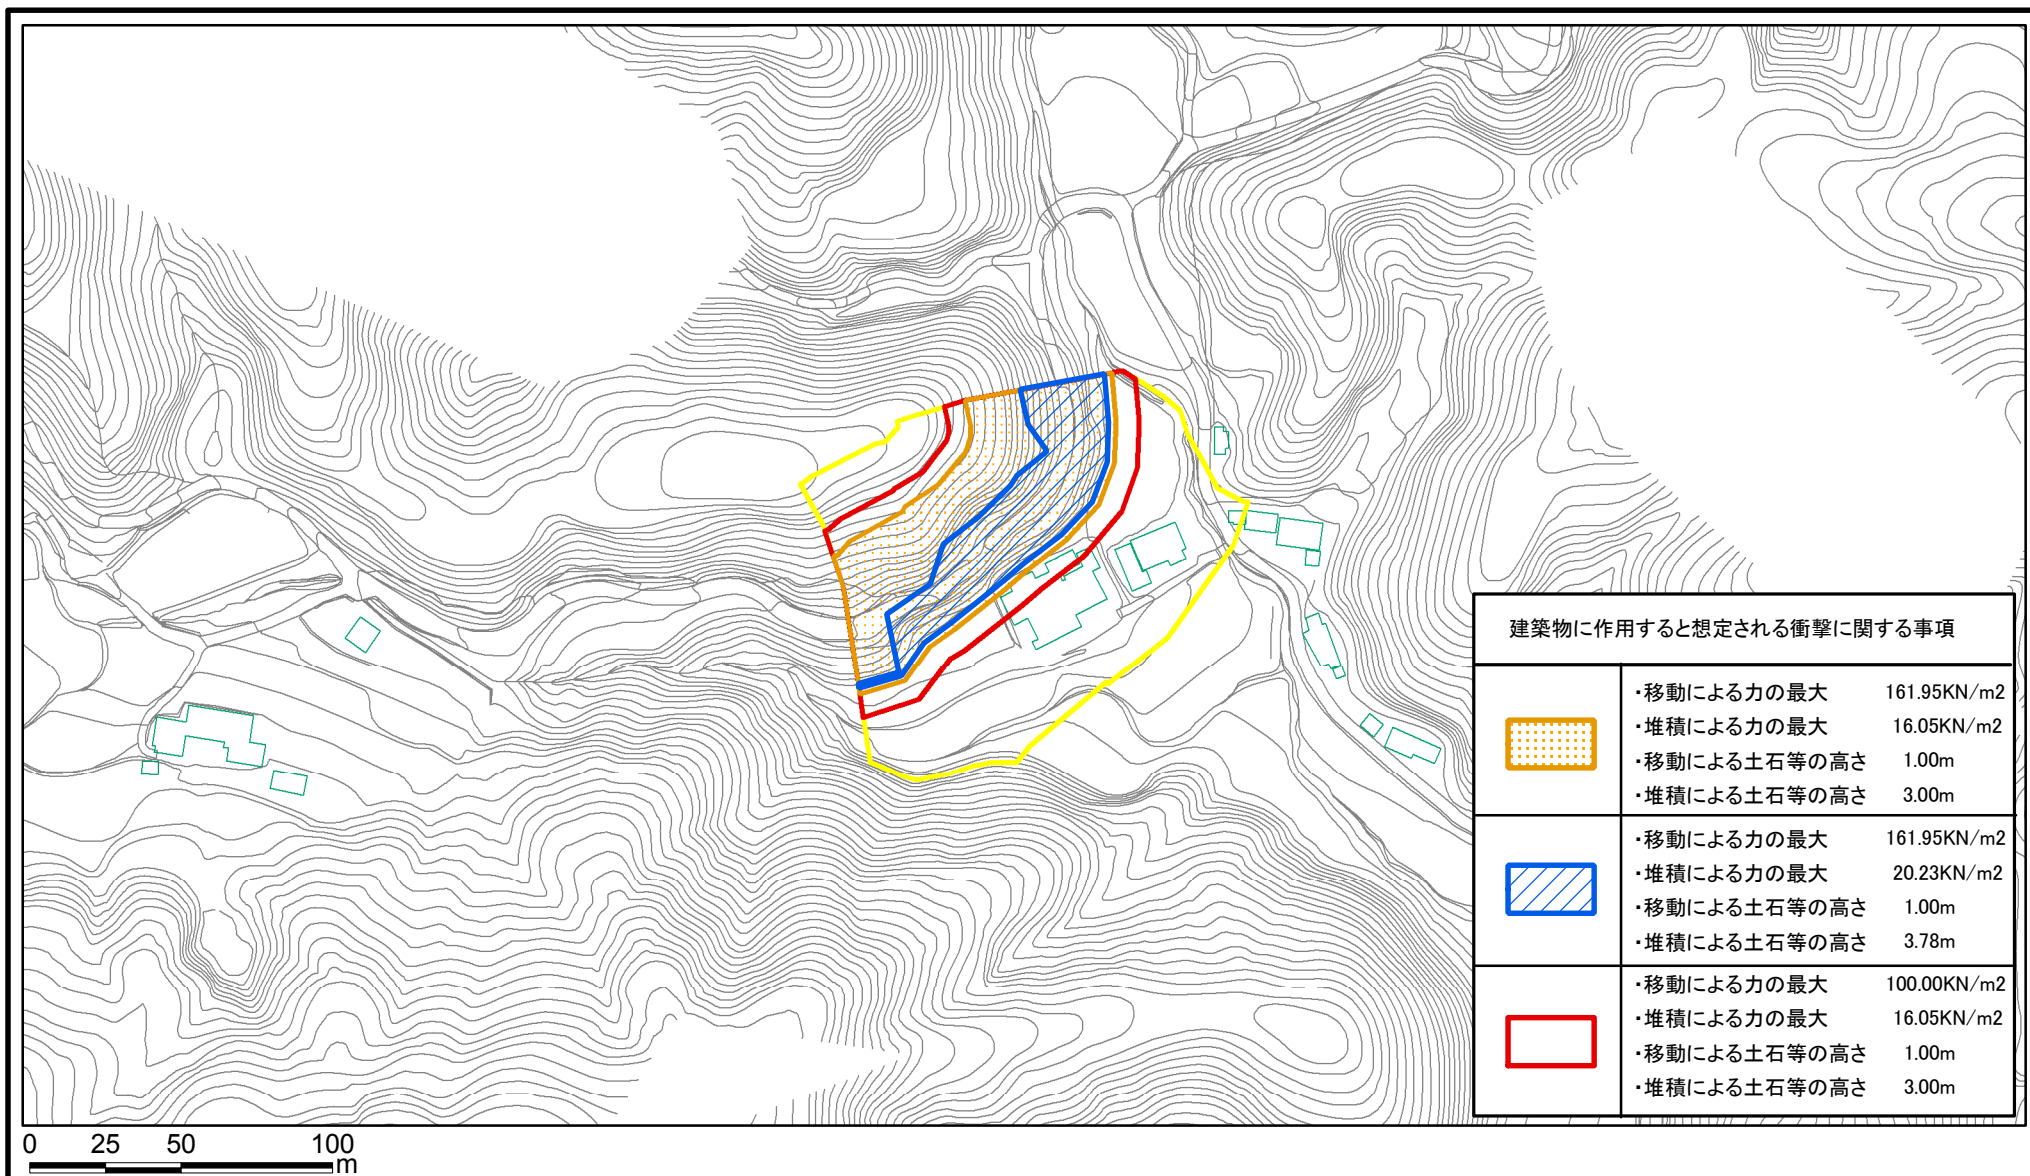 建築物に作用すると想定される衝撃に関する事項
・移動による力の最大 161.95KN/m2
・堆積による力の最大 16.05KN/m2
・移動による土石等の高さ 1.00m
・堆積による土石等の高さ 3.00m
・移動による力の最大 161.95KN/m2
・堆積による力の最大 20.23KN/m2
・移動による土石等の高さ 1.00m
・堆積による土石等の高さ 3.78m
・移動による力の最大 100.00KN/m2
・堆積による力の最大 16.05KN/m2
・移動による土石等の高さ 1.00m
・堆積による土石等の高さ 3.00m
0 25 50 100
m